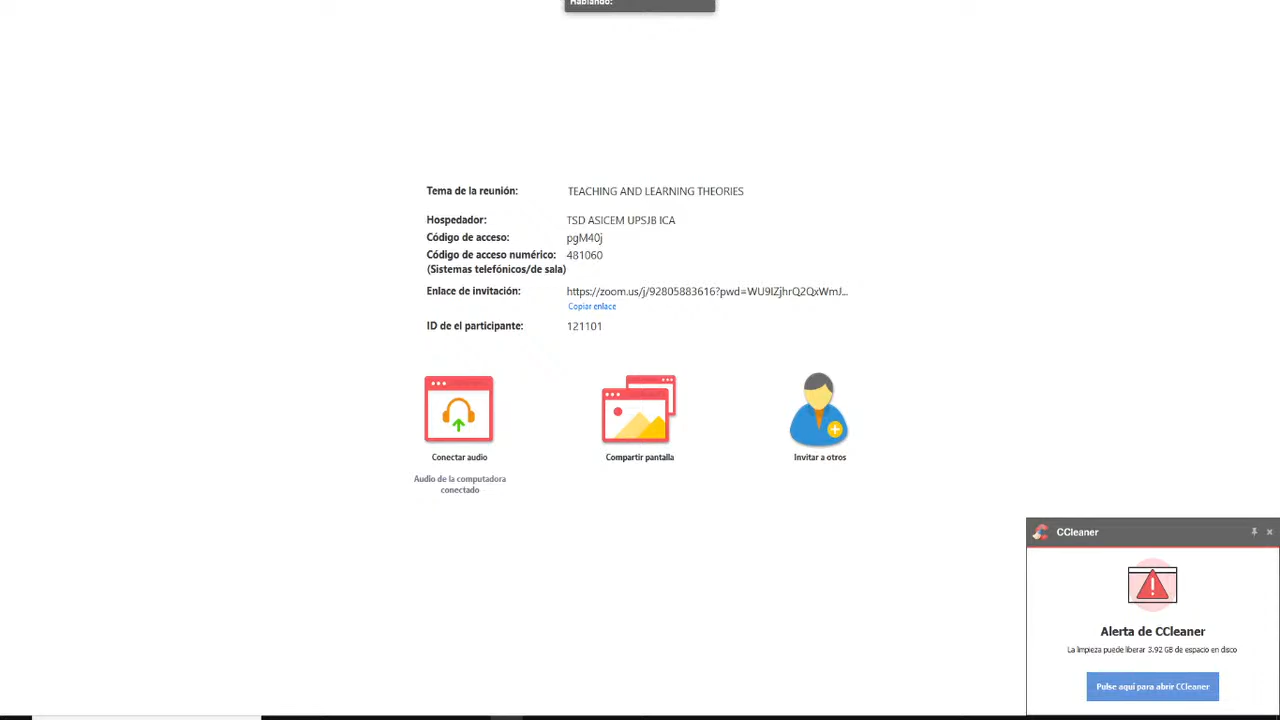 Hablando:
Tema de la reunión: TEACHING AND LEARNING THEORIES
Hospedador: TSD ASICEM UPSJB ICA
Código de acceso: pgM40j
Código de acceso numérico: 481060
(Sistemas telefónicos/de sala)
Enlace de invitación: https://zoom.us/j/92805883616?pwd=WU9IZjhrQ2QxWmJ...
Copiar enlace
ID de el participante: 121101
Conectar audio
Compartir pantalla
Invitar a otros
Audio de la computadora
conectado
CCleaner
Alerta de CCleaner
La limpieza puede liberar 3.92 GB de espacio en disco
Pulse aquí para abrir CCleaner